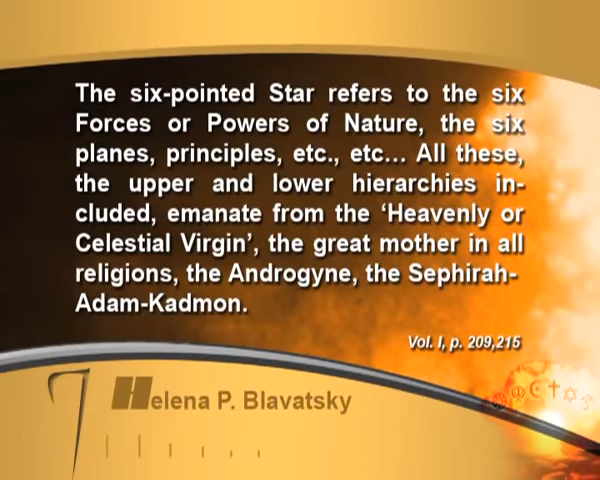 The six-pointed Star refers to the six
Forces or Powers of Nature, the six
planes, principles, etc., etc... All these,
the upper and lower hierarchies in-
cluded, emanate from the ‘Heavenly or
Celestial Virgin’, the great mother in all
religions, the Androgyne, the Sephirah-
Adam-Kadmon.
Vol. I, p. 209,215
Helena P. Blavatsky